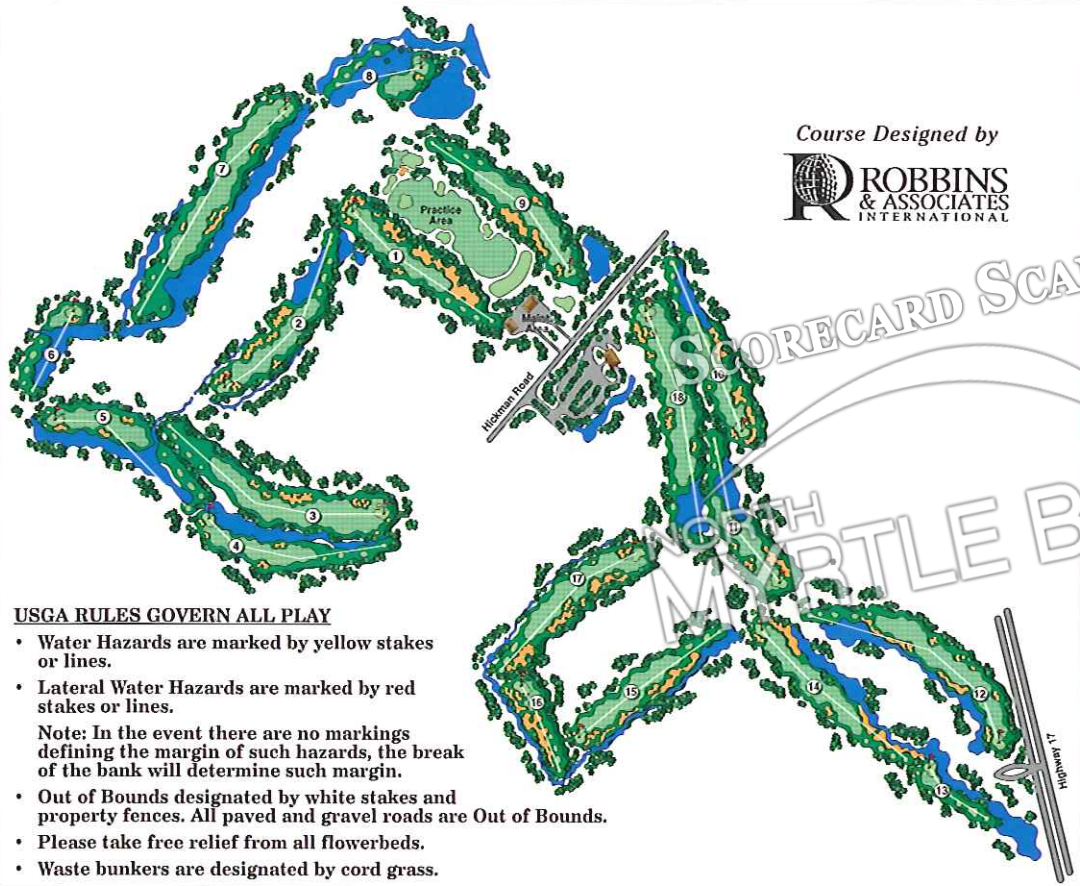 8
7
Course Designed by
R ROBBINS
& ASSOCIATES
INTERNATIONAL
9
Practice
Area
1
2
SCORECARD SCA
6
Hickman Road
10
18
5
3
4
11
NORTH
MYRTLE B
17
USGA RULES GOVERN ALL PLAY
• Water Hazards are marked by yellow stakes
or lines.
• Lateral Water Hazards are marked by red
stakes or lines.
Note: In the event there are no markings
defining the margin of such hazards, the break
of the bank will determine such margin.
• Out of Bounds designated by white stakes and
property fences. All paved and gravel roads are Out of Bounds.
• Please take free relief from all flowerbeds.
• Waste bunkers are designated by cord grass.
16
15
14
12
13
Highway 17